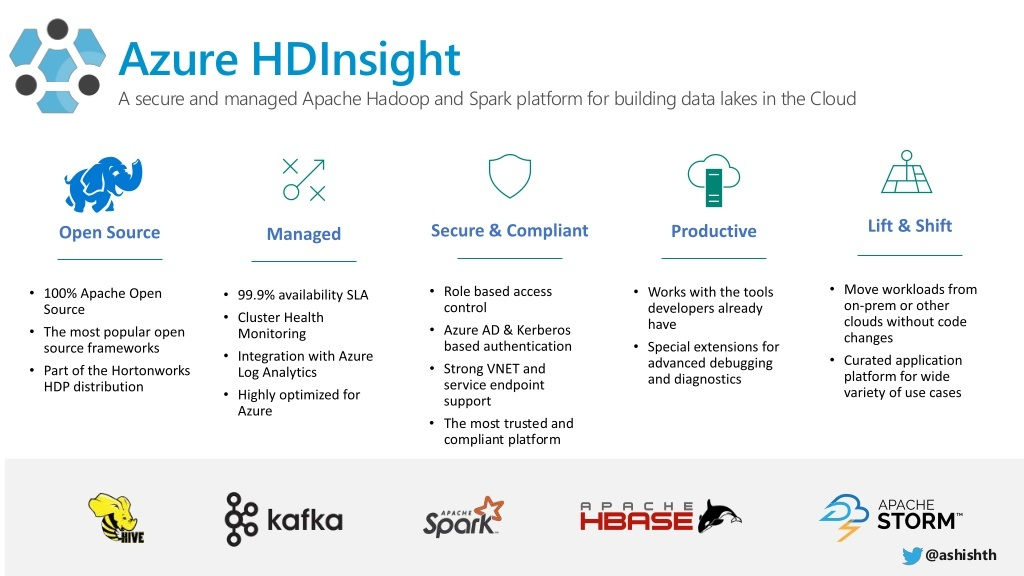 Azure HDInsight
A secure and managed Apache Hadoop and Spark platform for building data lakes in the Cloud
Open Source
• 100% Apache Open
Source
• The most popular open
source frameworks
• Part of the Hortonworks
HDP distribution
Managed
• 99.9% availability SLA
• Cluster Health
Monitoring
• Integration with Azure
Log Analytics
• Highly optimized for
Azure
Secure & Compliant
• Role based access
control
• Azure AD & Kerberos
based authentication
• Strong VNET and
service endpoint
support
• The most trusted and
compliant platform
Productive
• Works with the tools
developers already
have
• Special extensions for
advanced debugging
and diagnostics
Lift & Shift
• Move workloads from
on-prem or other
clouds without code
changes
• Curated application
platform for wide
variety of use cases
HIVE
kafka
APACHE
Spark™
APACHE
HBASE
APACHE
STORM™
@ashishth